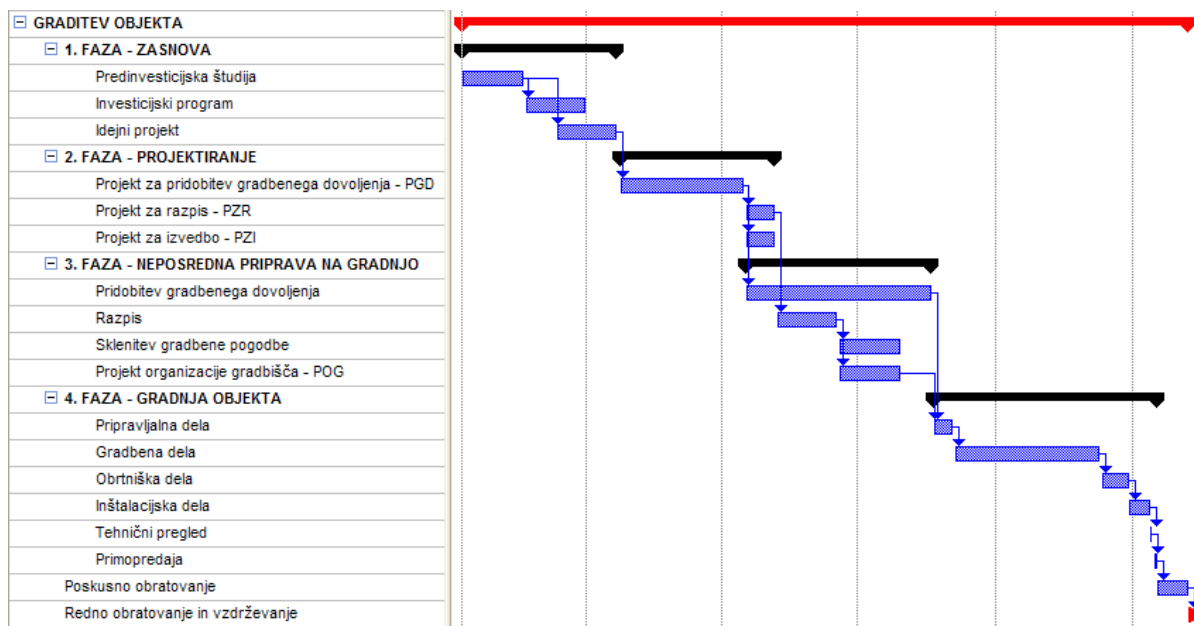 GRADITEV OBJEKTA
1. FAZA - ZASNOVA
Predinvesticijska študija
Investicijski program
Idejni projekt
2. FAZA - PROJEKTIRANJE
Projekt za pridobitev gradbenega dovoljenja - PGD
Projekt za razpis - PZR
Projekt za izvedbo - PZI
3. FAZA - NEPOSREDNA PRIPRAVA NA GRADNJO
Pridobitev gradbenega dovoljenja
Razpis
Sklenitev gradbene pogodbe
Projekt organizacije gradbišča - POG
4. FAZA - GRADNJA OBJEKTA
Pripravljalna dela
Gradbena dela
Obrtniška dela
Inštalacijska dela
Tehnični pregled
Primopredaja
Poskusno obratovanje
Redno obratovanje in vzdrževanje